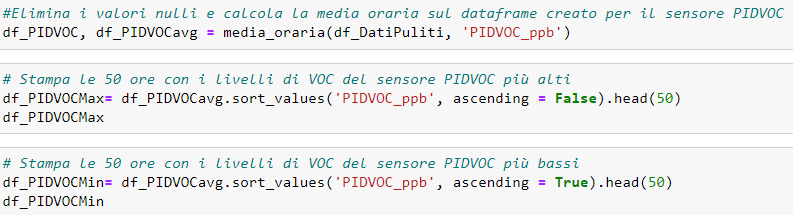 #Elimina i valori nulli e calcola la media oraria sul dataframe creato per il sensore PIDVOC
df_PIDVOC, df_PIDVOCavg = media_oraria(df_DatiPuliti, 'PIDVOC_ppb')
# Stampa le 50 ore con i livelli di VOC del sensore PIDVOC più alti
df_PIDVOCMax= df_PIDVOCavg.sort_values('PIDVOC_ppb', ascending = False).head(50)
df_PIDVOCMax
# Stampa le 50 ore con i livelli di VOC del sensore PIDVOC più bassi
df_PIDVOCMin= df_PIDVOCavg.sort_values('PIDVOC_ppb', ascending = True).head(50)
df_PIDVOCMin